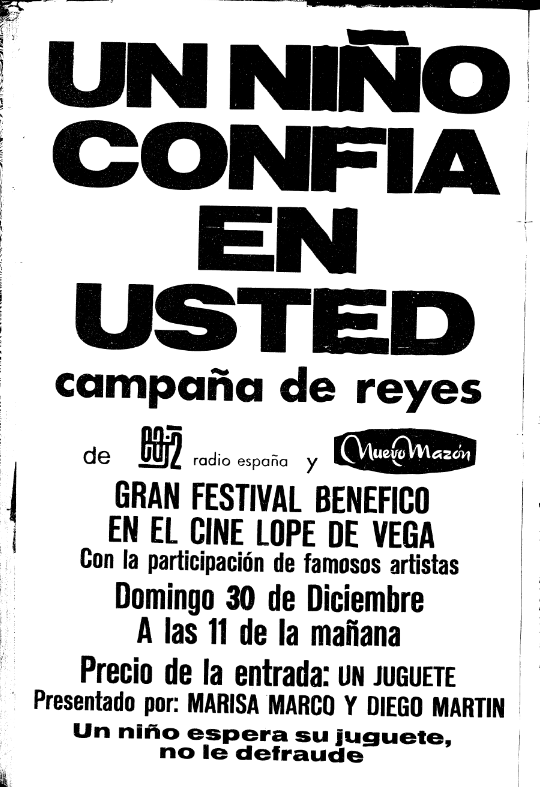 UN NIÑO
CONFIA
EN
USTED
campaña de reyes
de eaj2 radio españa y Nuevo Mazón
GRAN FESTIVAL BENEFICO
EN EL CINE LOPE DE VEGA
Con la participación de famosos artistas
Domingo 30 de Diciembre
A las 11 de la mañana
Precio de la entrada: UN JUGUETE
Presentado por: MARISA MARCO Y DIEGO MARTIN
Un niño espera su juguete,
no le defraude